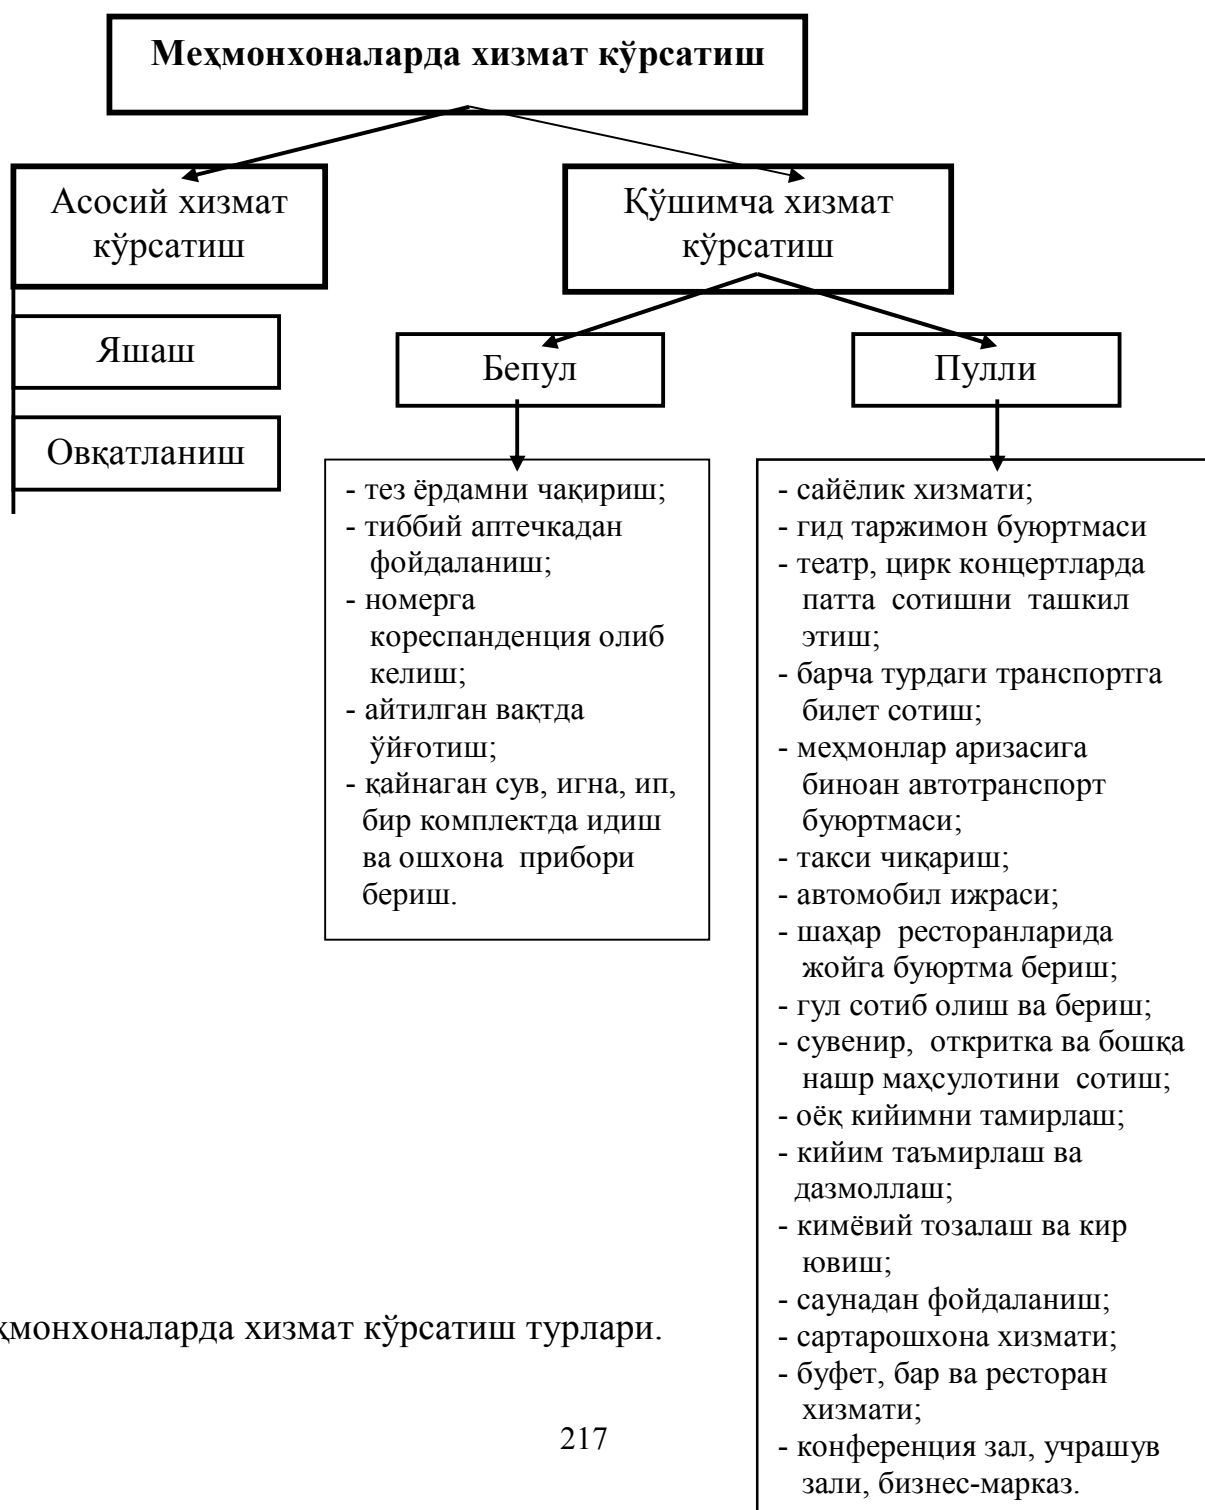 Меҳмонхоналарда хизмат кўрсатиш
Асосий хизмат
кўрсатиш
Қўшимча хизмат
кўрсатиш
Яшаш
Овқатланиш
Бепул
Пулли
- тез ёрдамни чақириш;
- тиббий аптечкадан
фойдаланиш;
- номерга
кореспанденция олиб
келиш;
- айтилган вақтда
ўйғотиш;
- қайнаган сув, игна, ип,
бир комплектда идиш
ва ошхона прибори
бериш.
- сайёлик хизмати;
- гид таржимон буюртмаси
- театр, цирк концертларда
патта сотишни ташкил
этиш;
- барча турдаги транспортга
билет сотиш;
- меҳмонлар аризасига
биноан автотранспорт
буюртмаси;
- такси чиқариш;
- автомобил ижраси;
- шаҳар ресторанларида
жойга буюртма бериш;
- гул сотиб олиш ва бериш;
- сувенир, откритка ва бошқа
нашр маҳсулотини сотиш;
- оёқ кийимни тамирлаш;
- кийим таъмирлаш ва
дазмоллаш;
- кимёвий тозалаш ва кир
ювиш;
- саунадан фойдаланиш;
- сартарошхона хизмати;
- буфет, бар ва ресторан
хизмати;
- конференция зал, учрашув
зали, бизнес-марказ.
ҳмонхоналарда хизмат кўрсатиш турлари.
217